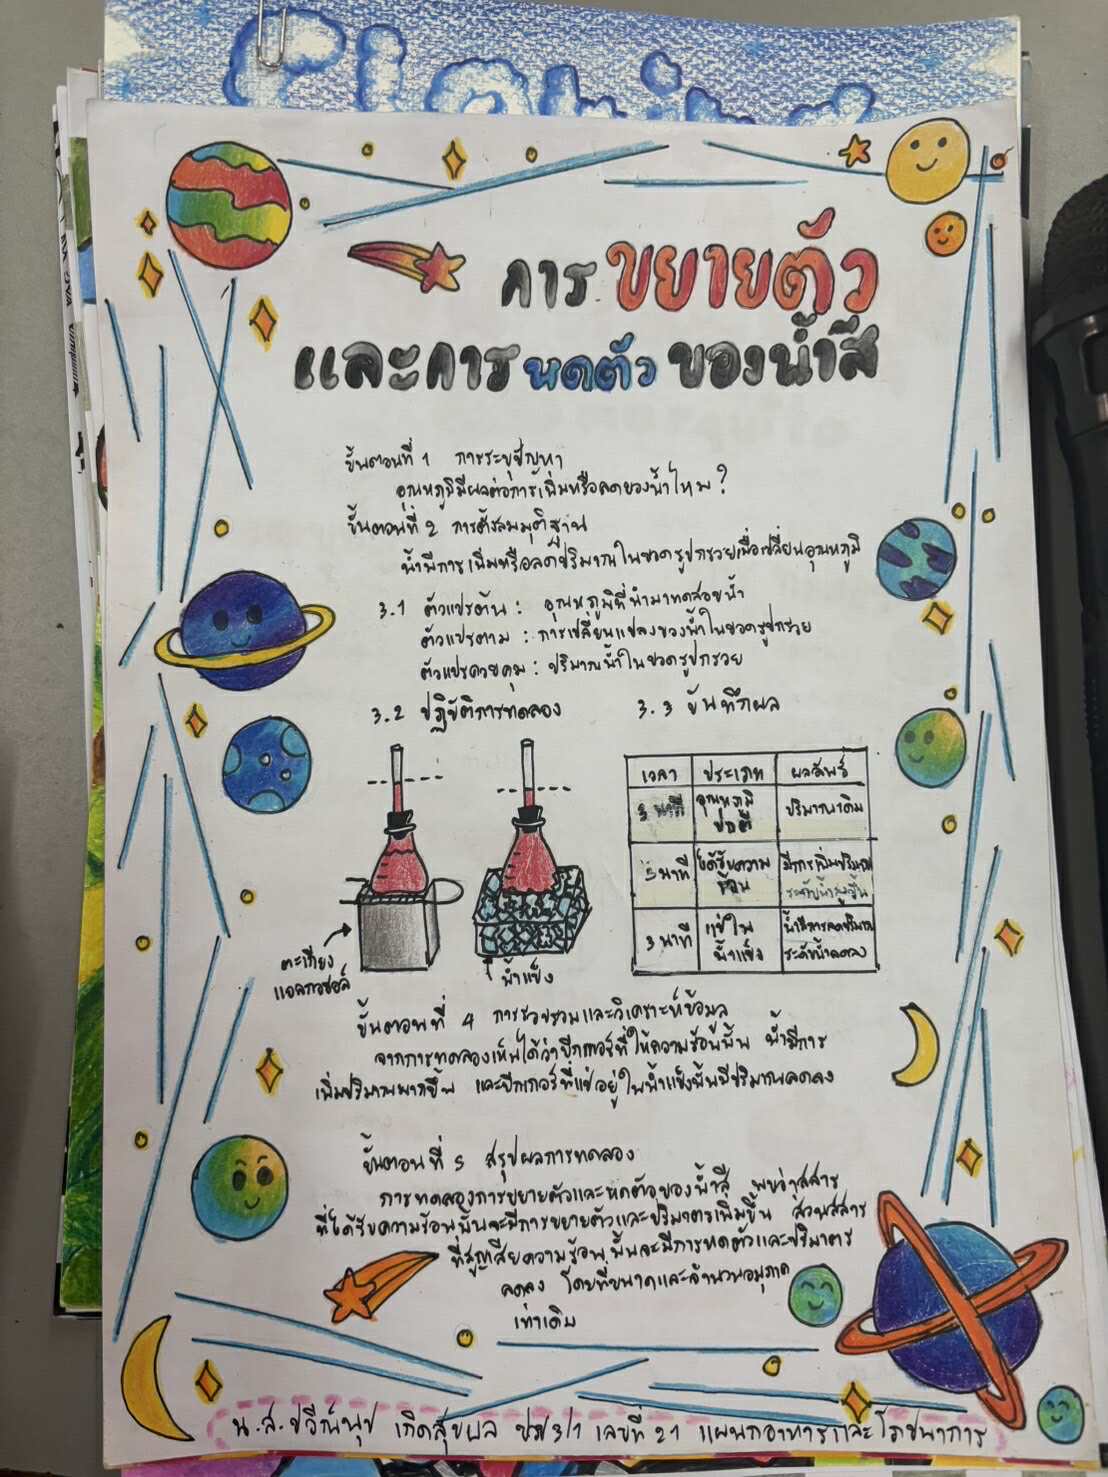 การขยายตัว
และการหดตัวของน้ำสี
ขั้นตอนที่ 1 การระบุปัญหา
อุณหภูมิมีผลต่อการเพิ่มหรือลดของน้ำไหม?
ขั้นตอนที่ 2 การตั้งสมมุติฐาน
น้ำมีการเพิ่มหรือลดปริมาณในขวดรูปกรวยเพื่อเปลี่ยนอุณหภูมิ
3.1 ตัวแปรต้น : อุณหภูมิที่นำมาทดสอบน้ำ
ตัวแปรตาม : การเปลี่ยนแปลงของน้ำในขวดรูปกรวย
ตัวแปรควบคุม : ปริมาณน้ำในขวดรูปกรวย
3.2 ปฏิบัติการทดลอง 3.3 บันทึกผล
เวลา ประเภท ผลลัพธ์
3 นาที อุณหภูมิปกติ ปริมาณเดิม
3 นาที ได้รับความร้อน มีการเพิ่มปริมาณ ระดับน้ำสูงขึ้น
3 นาที แช่ในน้ำแข็ง น้ำมีการลดปริมาณ ระดับน้ำลดลง
ตะเกียง
แอลกอฮอล์
น้ำแข็ง
ขั้นตอนที่ 4 การรวบรวมและวิเคราะห์ข้อมูล
จากการทดลองเห็นได้ว่าบีกเกอร์ที่ให้ความร้อนนั้น น้ำมีการ
เพิ่มปริมาณมากขึ้น และบีกเกอร์ที่แช่อยู่ในน้ำแข็งนั้นมีปริมาณลดลง
ขั้นตอนที่ 5 สรุปผลการทดลอง
การทดลองการขยายตัวและหดตัวของน้ำสี พบว่าสสาร
ที่ได้รับความร้อนนั้นจะมีการขยายตัวและปริมาตรเพิ่มขึ้น ส่วนสสาร
ที่สูญเสียความร้อนนั้นจะมีการหดตัวและปริมาตร
ลดลง โดยที่ขนาดและจำนวนอนุภาค
เท่าเดิม
น.ส.ปวีณ์นุช เกิดสุขผล ปวช3/1 เลขที่ 21 แผนกอาหารและโภชนาการ